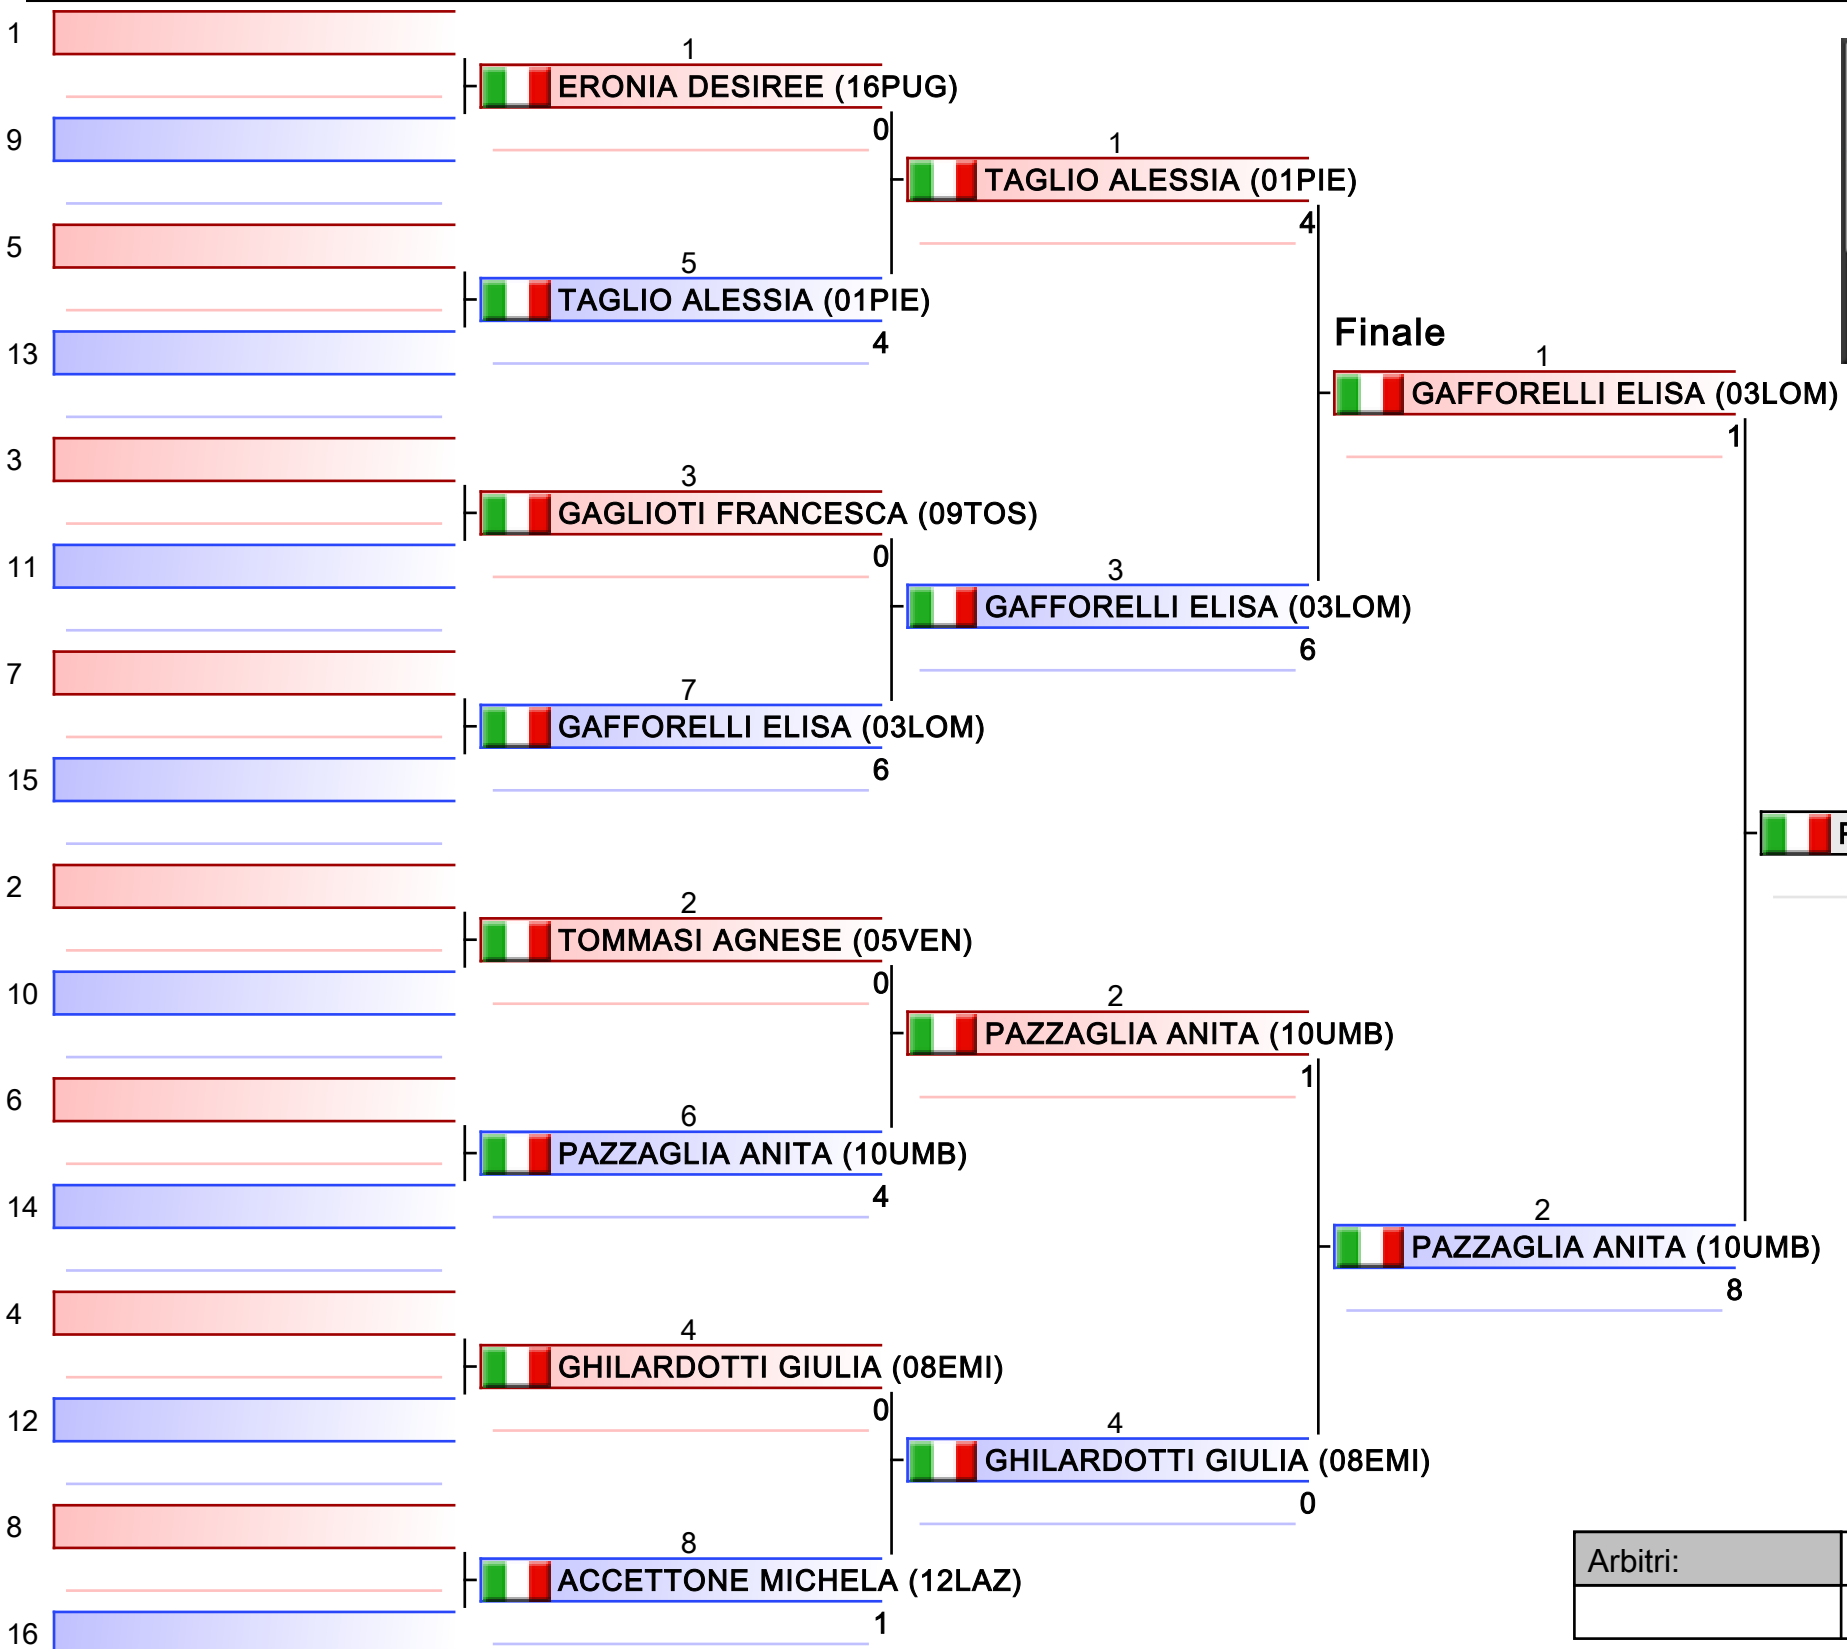 1
1
ERONIA DESIREE (16PUG)
0
9
1
TAGLIO ALESSIA (01PIE)
4
5
5
TAGLIO ALESSIA (01PIE)
4
13
Finale
1
GAFFORELLI ELISA (03LOM)
1
3
3
GAGLIOTI FRANCESCA (09TOS)
0
11
3
GAFFORELLI ELISA (03LOM)
6
7
7
GAFFORELLI ELISA (03LOM)
6
15
2
2
TOMMASI AGNESE (05VEN)
0
10
2
PAZZAGLIA ANITA (10UMB)
1
6
6
PAZZAGLIA ANITA (10UMB)
4
14
2
PAZZAGLIA ANITA (10UMB)
8
4
4
GHILARDOTTI GIULIA (08EMI)
0
12
4
GHILARDOTTI GIULIA (08EMI)
0
8
8
ACCETTONE MICHELA (12LAZ)
1
16
Arbitri: